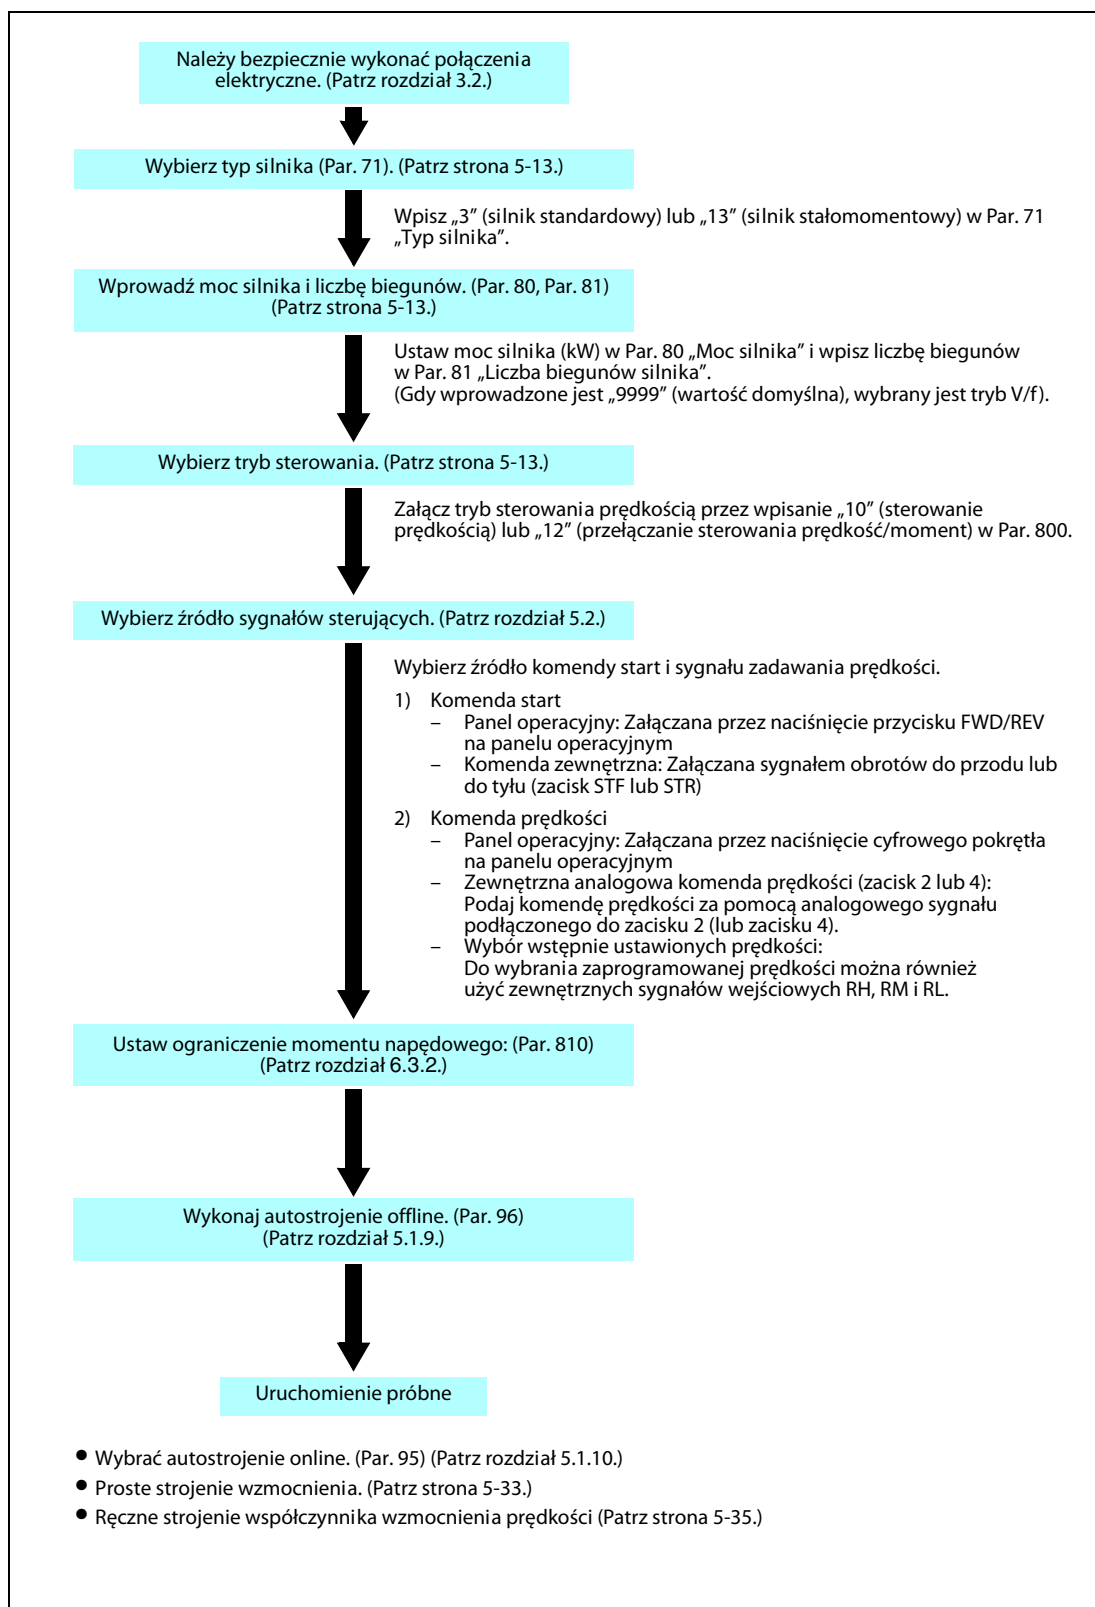 Należy bezpiecznie wykonać połączenia
elektryczne. (Patrz rozdział 3.2.)
Wybierz typ silnika (Par. 71). (Patrz strona 5-13.)
Wpisz „3” (silnik standardowy) lub „13” (silnik stałomomentowy) w Par. 71
„Typ silnika”.
Wprowadź moc silnika i liczbę biegunów. (Par. 80, Par. 81)
(Patrz strona 5-13.)
Ustaw moc silnika (kW) w Par. 80 „Moc silnika” i wpisz liczbę biegunów
w Par. 81 „Liczba biegunów silnika”.
(Gdy wprowadzone jest „9999” (wartość domyślna), wybrany jest tryb V/f).
Wybierz tryb sterowania. (Patrz strona 5-13.)
Załącz tryb sterowania prędkością przez wpisanie „10” (sterowanie
prędkością) lub „12” (przełączanie sterowania prędkość/moment) w Par. 800.
Wybierz źródło sygnałów sterujących. (Patrz rozdział 5.2.)
Wybierz źródło komendy start i sygnału zadawania prędkości.
1) Komenda start
– Panel operacyjny: Załączana przez naciśnięcie przycisku FWD/REV
na panelu operacyjnym
– Komenda zewnętrzna: Załączana sygnałem obrotów do przodu lub
do tyłu (zacisk STF lub STR)
2) Komenda prędkości
– Panel operacyjny: Załączana przez naciśnięcie cyfrowego pokrętła
na panelu operacyjnym
– Zewnętrzna analogowa komenda prędkości (zacisk 2 lub 4):
Podaj komendę prędkości za pomocą analogowego sygnału
podłączonego do zacisku 2 (lub zacisku 4).
– Wybór wstępnie ustawionych prędkości:
Do wybrania zaprogramowanej prędkości można również
użyć zewnętrznych sygnałów wejściowych RH, RM i RL.
Ustaw ograniczenie momentu napędowego: (Par. 810)
(Patrz rozdział 6.3.2.)
Wykonaj autostrojenie offline. (Par. 96)
(Patrz rozdział 5.1.9.)
Uruchomienie próbne
● Wybrać autostrojenie online. (Par. 95) (Patrz rozdział 5.1.10.)
● Proste strojenie wzmocnienia. (Patrz strona 5-33.)
● Ręczne strojenie współczynnika wzmocnienia prędkości (Patrz strona 5-35.)